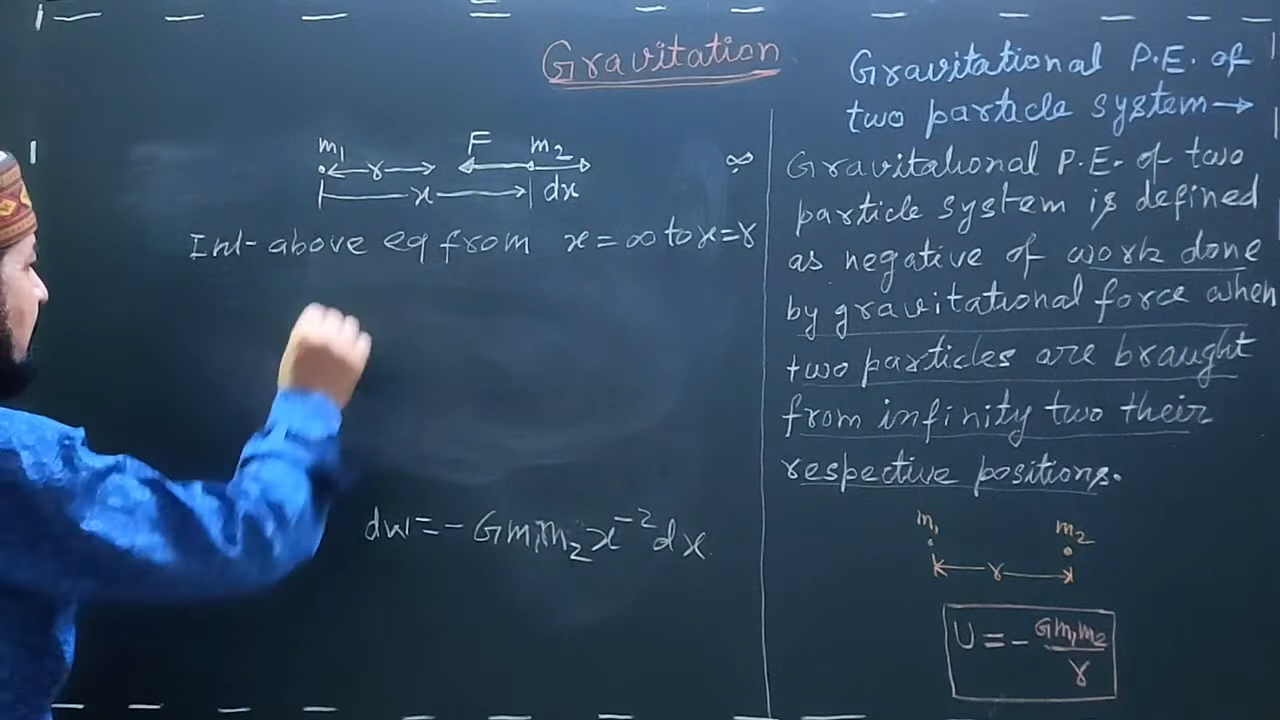 Gravitation
m₁ r F m₂ ∞
x dx
Int- above eq from x = ∞ to x = r
dw = - Gm₁m₂ x⁻² dx
Gravitational P.E. of
two particle system →
Gravitational P.E. of two
particle system is defined
as negative of work done
by gravitational force when
two particles are braught
from infinity two their
respective positions.
m₁ m₂
r
U = - Gm₁m₂ / r